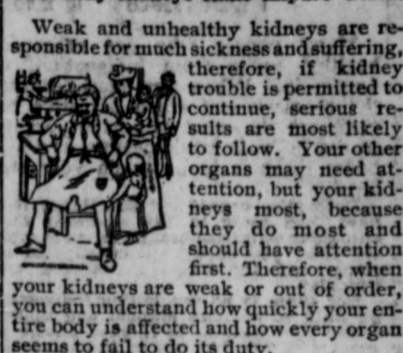 Weak and unhealthy kidneys are re-
sponsible for much sickness and suffering,
therefore, if kidney
trouble is permitted to
continue, serious re-
sults are most likely
to follow. Your other
organs may need at-
tention, but your kid-
neys most, because
they do most and
should have attention
first. Therefore, when
your kidneys are weak or out of order,
you can understand how quickly your en-
tire body is affected and how every organ
seems to fail to do its duty.